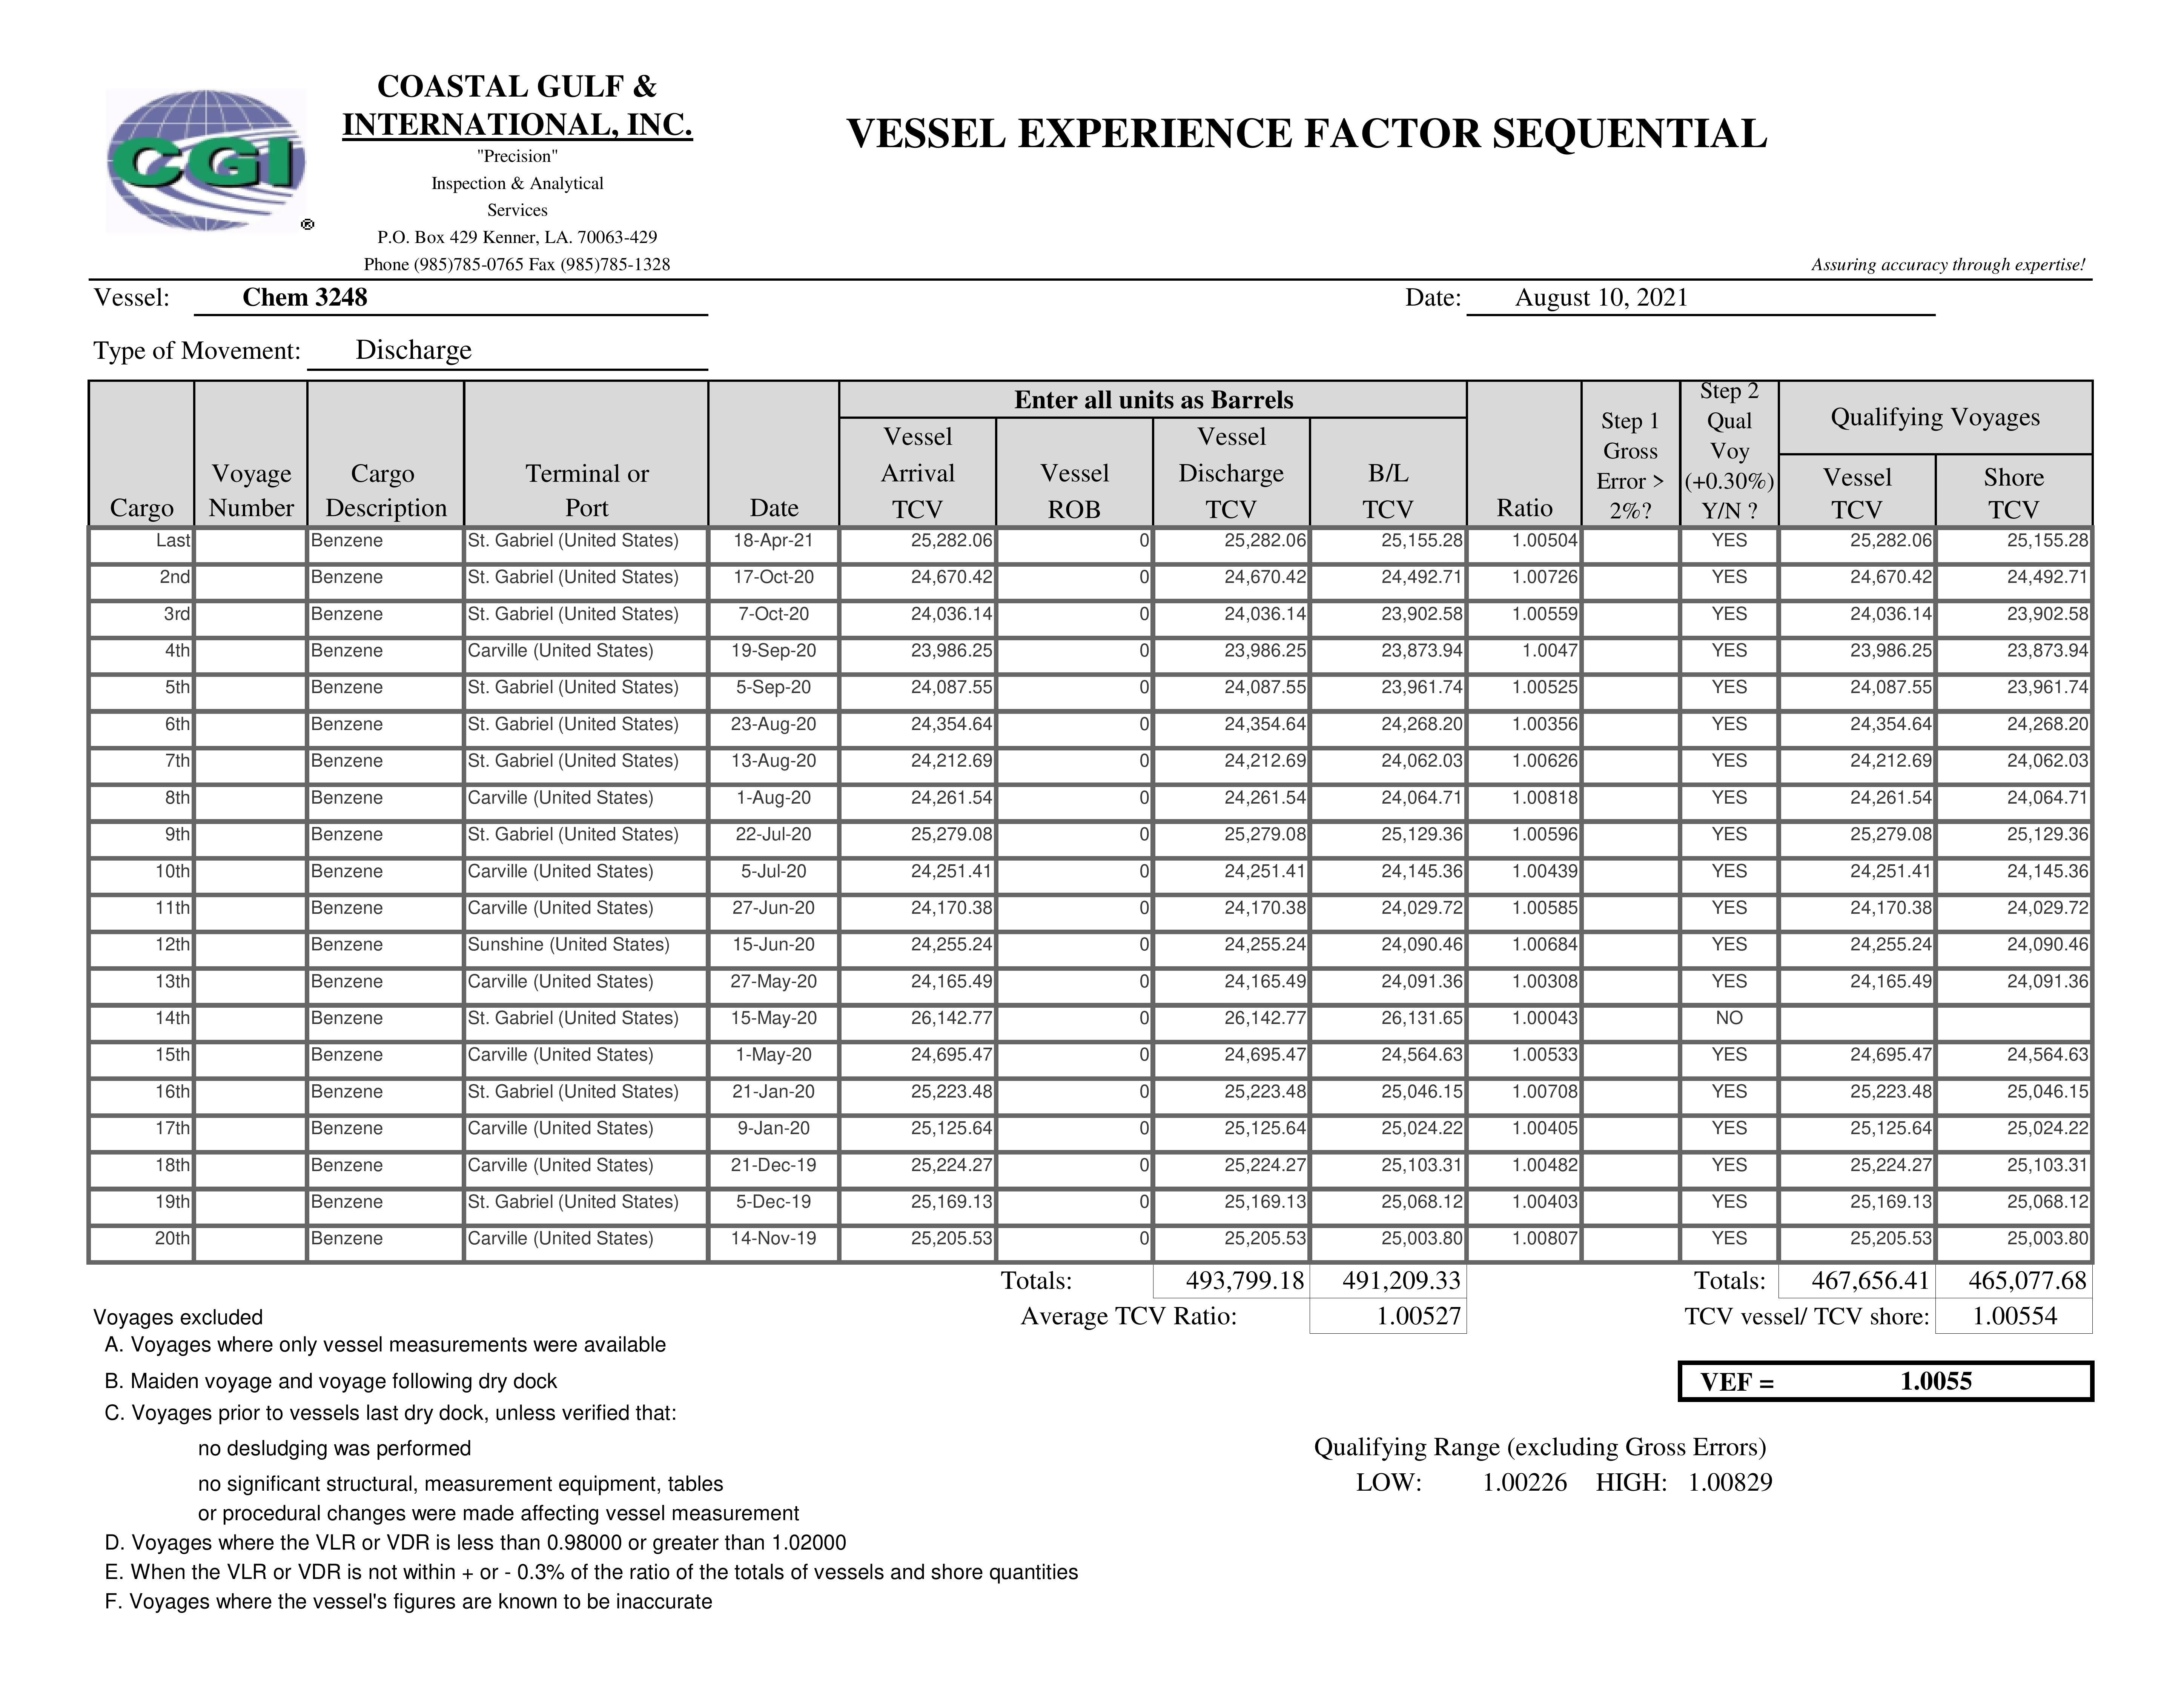 COASTAL GULF &
INTERNATIONAL, INC.
"Precision"
Inspection & Analytical
Services
P.O. Box 429 Kenner, LA. 70063-429
Phone (985)785-0765 Fax (985)785-1328
CGI
®
VESSEL EXPERIENCE FACTOR SEQUENTIAL
Assuring accuracy through expertise!
Vessel: Chem 3248 Date: August 10, 2021
Type of Movement: Discharge
Cargo
Voyage Number
Cargo Description
Terminal or Port
Date
Enter all units as Barrels
Vessel Arrival TCV
Vessel ROB
Vessel Discharge TCV
B/L TCV
Ratio
Step 1 Gross Error > 2%?
Step 2 Qual Voy (+0.30%) Y/N ?
Qualifying Voyages
Vessel TCV
Shore TCV
Last Benzene St. Gabriel (United States) 18-Apr-21 25,282.06 0 25,282.06 25,155.28 1.00504 YES 25,282.06 25,155.28
2nd Benzene St. Gabriel (United States) 17-Oct-20 24,670.42 0 24,670.42 24,492.71 1.00726 YES 24,670.42 24,492.71
3rd Benzene St. Gabriel (United States) 7-Oct-20 24,036.14 0 24,036.14 23,902.58 1.00559 YES 24,036.14 23,902.58
4th Benzene Carville (United States) 19-Sep-20 23,986.25 0 23,986.25 23,873.94 1.0047 YES 23,986.25 23,873.94
5th Benzene St. Gabriel (United States) 5-Sep-20 24,087.55 0 24,087.55 23,961.74 1.00525 YES 24,087.55 23,961.74
6th Benzene St. Gabriel (United States) 23-Aug-20 24,354.64 0 24,354.64 24,268.20 1.00356 YES 24,354.64 24,268.20
7th Benzene St. Gabriel (United States) 13-Aug-20 24,212.69 0 24,212.69 24,062.03 1.00626 YES 24,212.69 24,062.03
8th Benzene Carville (United States) 1-Aug-20 24,261.54 0 24,261.54 24,064.71 1.00818 YES 24,261.54 24,064.71
9th Benzene St. Gabriel (United States) 22-Jul-20 25,279.08 0 25,279.08 25,129.36 1.00596 YES 25,279.08 25,129.36
10th Benzene Carville (United States) 5-Jul-20 24,251.41 0 24,251.41 24,145.36 1.00439 YES 24,251.41 24,145.36
11th Benzene Carville (United States) 27-Jun-20 24,170.38 0 24,170.38 24,029.72 1.00585 YES 24,170.38 24,029.72
12th Benzene Sunshine (United States) 15-Jun-20 24,255.24 0 24,255.24 24,090.46 1.00684 YES 24,255.24 24,090.46
13th Benzene Carville (United States) 27-May-20 24,165.49 0 24,165.49 24,091.36 1.00308 YES 24,165.49 24,091.36
14th Benzene St. Gabriel (United States) 15-May-20 26,142.77 0 26,142.77 26,131.65 1.00043 NO
15th Benzene Carville (United States) 1-May-20 24,695.47 0 24,695.47 24,564.63 1.00533 YES 24,695.47 24,564.63
16th Benzene St. Gabriel (United States) 21-Jan-20 25,223.48 0 25,223.48 25,046.15 1.00708 YES 25,223.48 25,046.15
17th Benzene Carville (United States) 9-Jan-20 25,125.64 0 25,125.64 25,024.22 1.00405 YES 25,125.64 25,024.22
18th Benzene Carville (United States) 21-Dec-19 25,224.27 0 25,224.27 25,103.31 1.00482 YES 25,224.27 25,103.31
19th Benzene St. Gabriel (United States) 5-Dec-19 25,169.13 0 25,169.13 25,068.12 1.00403 YES 25,169.13 25,068.12
20th Benzene Carville (United States) 14-Nov-19 25,205.53 0 25,205.53 25,003.80 1.00807 YES 25,205.53 25,003.80
Totals: 493,799.18 491,209.33 Totals: 467,656.41 465,077.68
Average TCV Ratio: 1.00527 TCV vessel/ TCV shore: 1.00554
Voyages excluded
A. Voyages where only vessel measurements were available
B. Maiden voyage and voyage following dry dock
VEF = 1.0055
C. Voyages prior to vessels last dry dock, unless verified that:
no desludging was performed
no significant structural, measurement equipment, tables
or procedural changes were made affecting vessel measurement
Qualifying Range (excluding Gross Errors)
LOW: 1.00226 HIGH: 1.00829
D. Voyages where the VLR or VDR is less than 0.98000 or greater than 1.02000
E. When the VLR or VDR is not within + or - 0.3% of the ratio of the totals of vessels and shore quantities
F. Voyages where the vessel's figures are known to be inaccurate